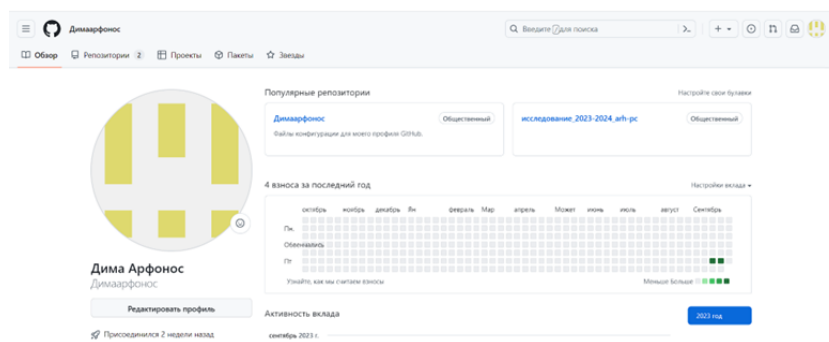 Димаарфонос
Введите / для поиска
Обзор Репозитории 2 Проекты Пакеты Звезды
Популярные репозитории
Настройте свои булавки
Димаарфонос Общественный
Файлы конфигурации для моего профиля GitHub.
исследование_2023-2024_arh-pc Общественный
4 взноса за последний год
Настройки вклада
октябрь ноябрь декабрь Ян февраль Мар апрель Может июнь июль август Сентябрь
Пн.
Обвенчались
Пт
Узнайте, как мы считаем взносы
Меньше Больше
Дима Арфонос
Димаарфонос
Редактировать профиль
Присоединился 2 недели назад
Активность вклада
2023 год
сентябрь 2023 г.